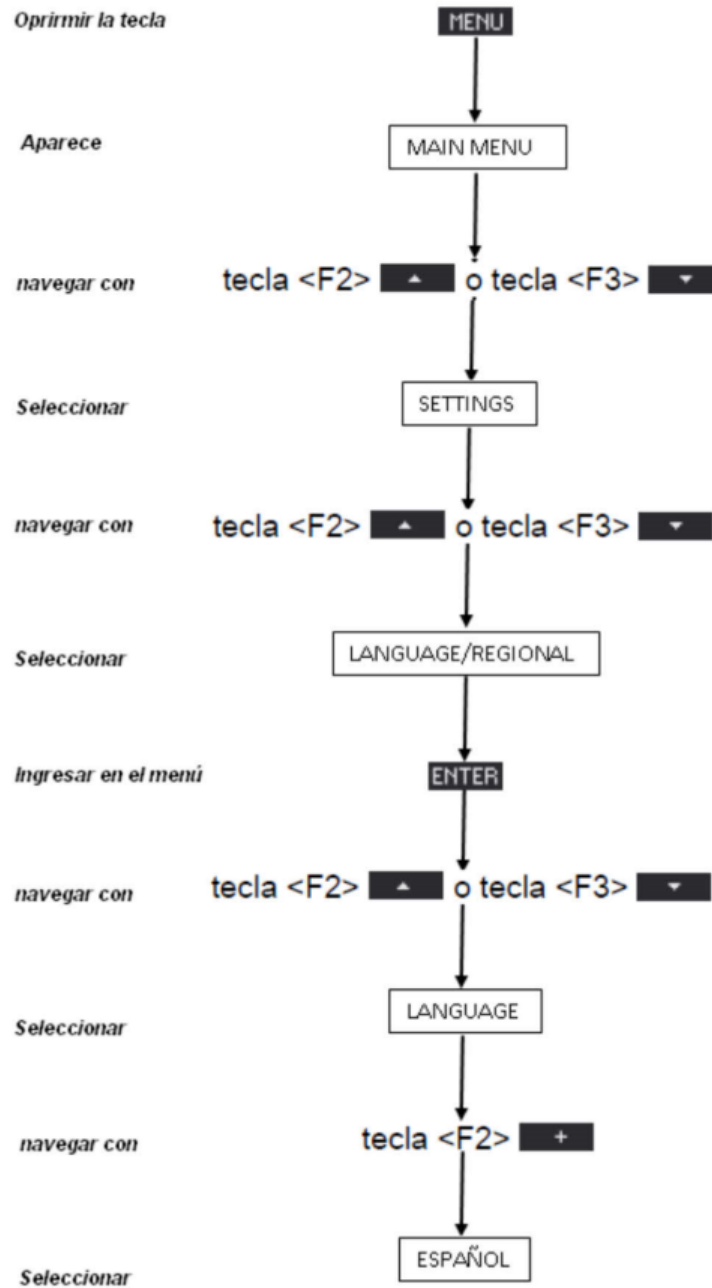 Oprirmir la tecla MENU
Aparece MAIN MENU
navegar con tecla <F2> o tecla <F3>
Seleccionar SETTINGS
navegar con tecla <F2> o tecla <F3>
Seleccionar LANGUAGE/REGIONAL
Ingresar en el menú ENTER
navegar con tecla <F2> o tecla <F3>
Seleccionar LANGUAGE
navegar con tecla <F2> +
Seleccionar ESPAÑOL